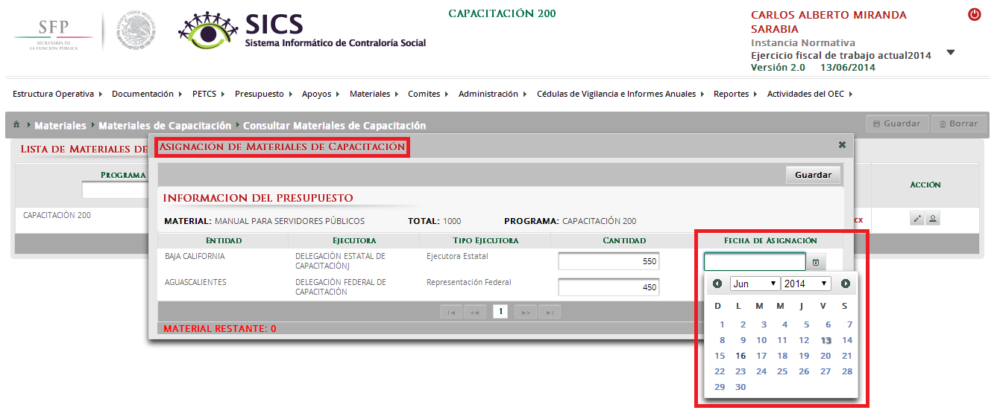 SFP
SECRETARÍA DE
LA FUNCIÓN PÚBLICA
ESTADOS UNIDOS MEXICANOS
SICS
Sistema Informático de Contraloría Social
CAPACITACIÓN 200
CARLOS ALBERTO MIRANDA
SARABIA
Instancia Normativa
Ejercicio fiscal de trabajo actual2014
Versión 2.0 13/06/2014
Estructura Operativa Documentación PETCS Presupuesto Apoyos Materiales Comites Administración Cédulas de Vigilancia e Informes Anuales Reportes Actividades del OEC
Materiales Materiales de Capacitación Consultar Materiales de Capacitación Guardar Borrar
LISTA DE MATERIALES DE
PROGRAMA
ACCIÓN
CAPACITACIÓN 200
CX
ASIGNACIÓN DE MATERIALES DE CAPACITACIÓN
Guardar
INFORMACION DEL PRESUPUESTO
MATERIAL: MANUAL PARA SERVIDORES PÚBLICOS TOTAL: 1000 PROGRAMA: CAPACITACIÓN 200
ENTIDAD EJECUTORA TIPO EJECUTORA CANTIDAD FECHA DE ASIGNACIÓN
BAJA CALIFORNIA DELEGACIÓN ESTATAL DE CAPACITACIÓNJ Ejecutora Estatal 550
AGUASCALIENTES DELEGACIÓN FEDERAL DE CAPACITACIÓN Representación Federal 450
1
MATERIAL RESTANTE: 0
Jun 2014
D L M M J V S
1 2 3 4 5 6 7
8 9 10 11 12 13 14
15 16 17 18 19 20 21
22 23 24 25 26 27 28
29 30